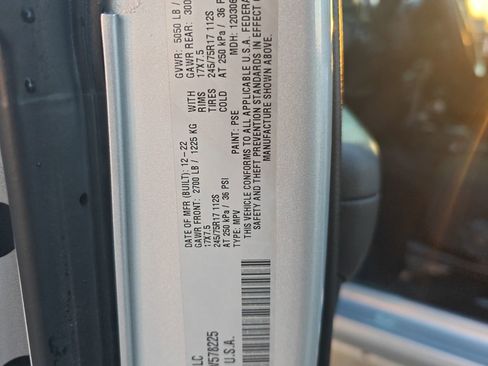 DATE OF MFR (BUILT): 12-22 GVWR: 5050 LB /
GAWR FRONT: 2700 LB / 1225 KG WITH GAWR REAR: 300
17X7.5 RIMS 17X7.5
245/75R17 112S TIRES 245/75R17 112S
AT 250 kPa / 36 PSI COLD AT 250 kPa / 36 P
TYPE: MPV PAINT: PSE MDH: 120308
THIS VEHICLE CONFORMS TO ALL APPLICABLE U.S.A. FEDERA
SAFETY AND THEFT PREVENTION STANDARDS IN EFFECT O
MANUFACTURE SHOWN ABOVE.
LC
578225
U.S.A.